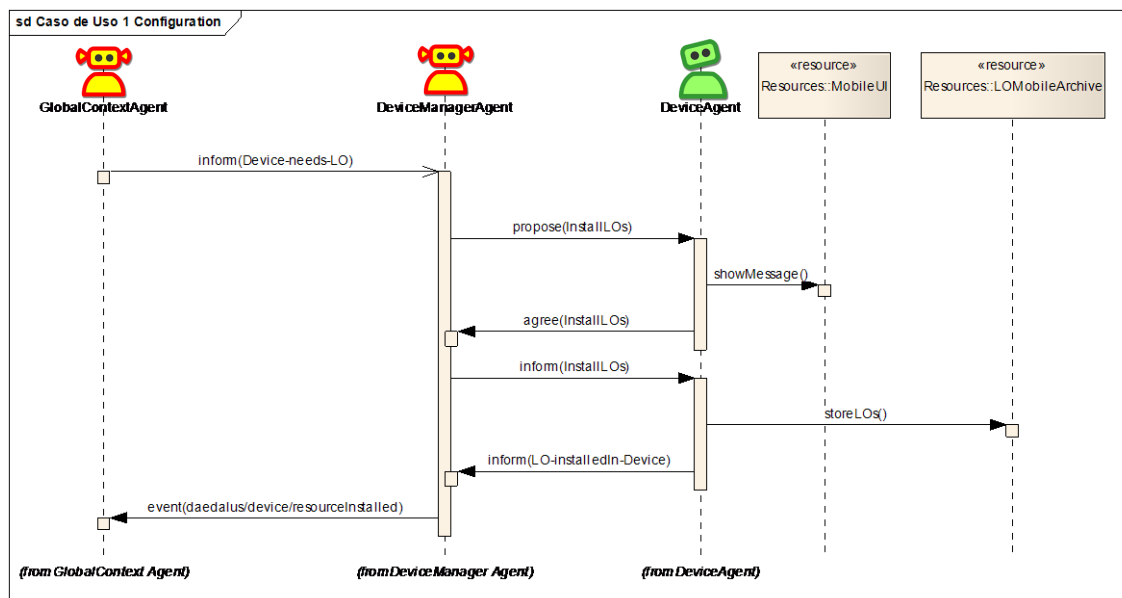 sd Caso de Uso 1 Configuration
«resource»
Resources::MobileUI
«resource»
Resources::LOMobileArchive
GlobalContextAgent
DeviceManagerAgent
DeviceAgent
inform(Device-needs-LO)
propose(InstallLOs)
showMessage()
agree(InstallLOs)
inform(InstallLOs)
storeLOs()
inform(LO-installedIn-Device)
event(daedalus/device/resourceInstalled)
(from GlobalContext Agent)
(from DeviceManager Agent)
(from DeviceAgent)